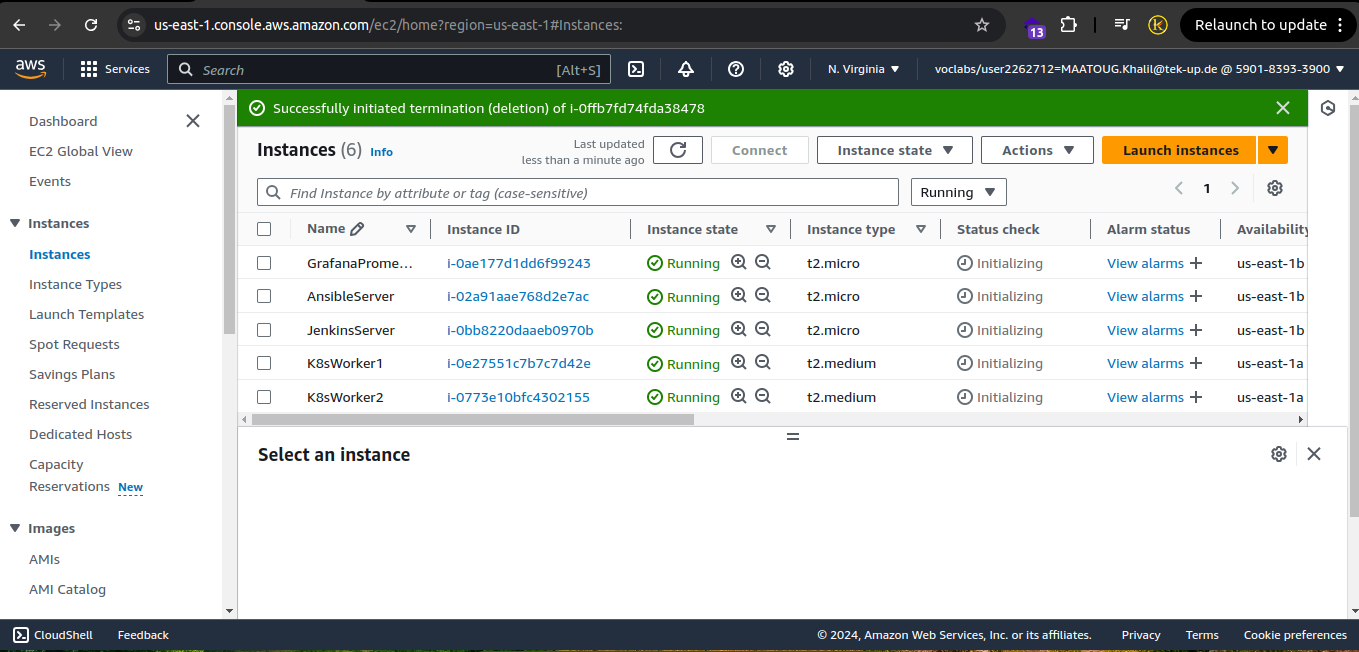 us-east-1.console.aws.amazon.com/ec2/home?region=us-east-1#Instances:
13
Relaunch to update
aws
Services
Search
[Alt+S]
N. Virginia
voclabs/user2262712=MAATOUG.Khalil@tek-up.de @ 5901-8393-3900
Dashboard
EC2 Global View
Events
Instances
Instances
Instance Types
Launch Templates
Spot Requests
Savings Plans
Reserved Instances
Dedicated Hosts
Capacity
Reservations New
Images
AMIs
AMI Catalog
Successfully initiated termination (deletion) of i-0ffb7fd74fda38478
Instances (6) Info
Last updated
less than a minute ago
Connect
Instance state
Actions
Launch instances
Find Instance by attribute or tag (case-sensitive)
Running
1
Name Instance ID Instance state Instance type Status check Alarm status Availability
GrafanaProme... i-0ae177d1dd6f99243 Running t2.micro Initializing View alarms + us-east-1b
AnsibleServer i-02a91aae768d2e7ac Running t2.micro Initializing View alarms + us-east-1b
JenkinsServer i-0bb8220daaeb0970b Running t2.micro Initializing View alarms + us-east-1b
K8sWorker1 i-0e27551c7b7c7d42e Running t2.medium Initializing View alarms + us-east-1a
K8sWorker2 i-0773e10bfc4302155 Running t2.medium Initializing View alarms + us-east-1a
Select an instance
CloudShell
Feedback
© 2024, Amazon Web Services, Inc. or its affiliates.
Privacy
Terms
Cookie preferences